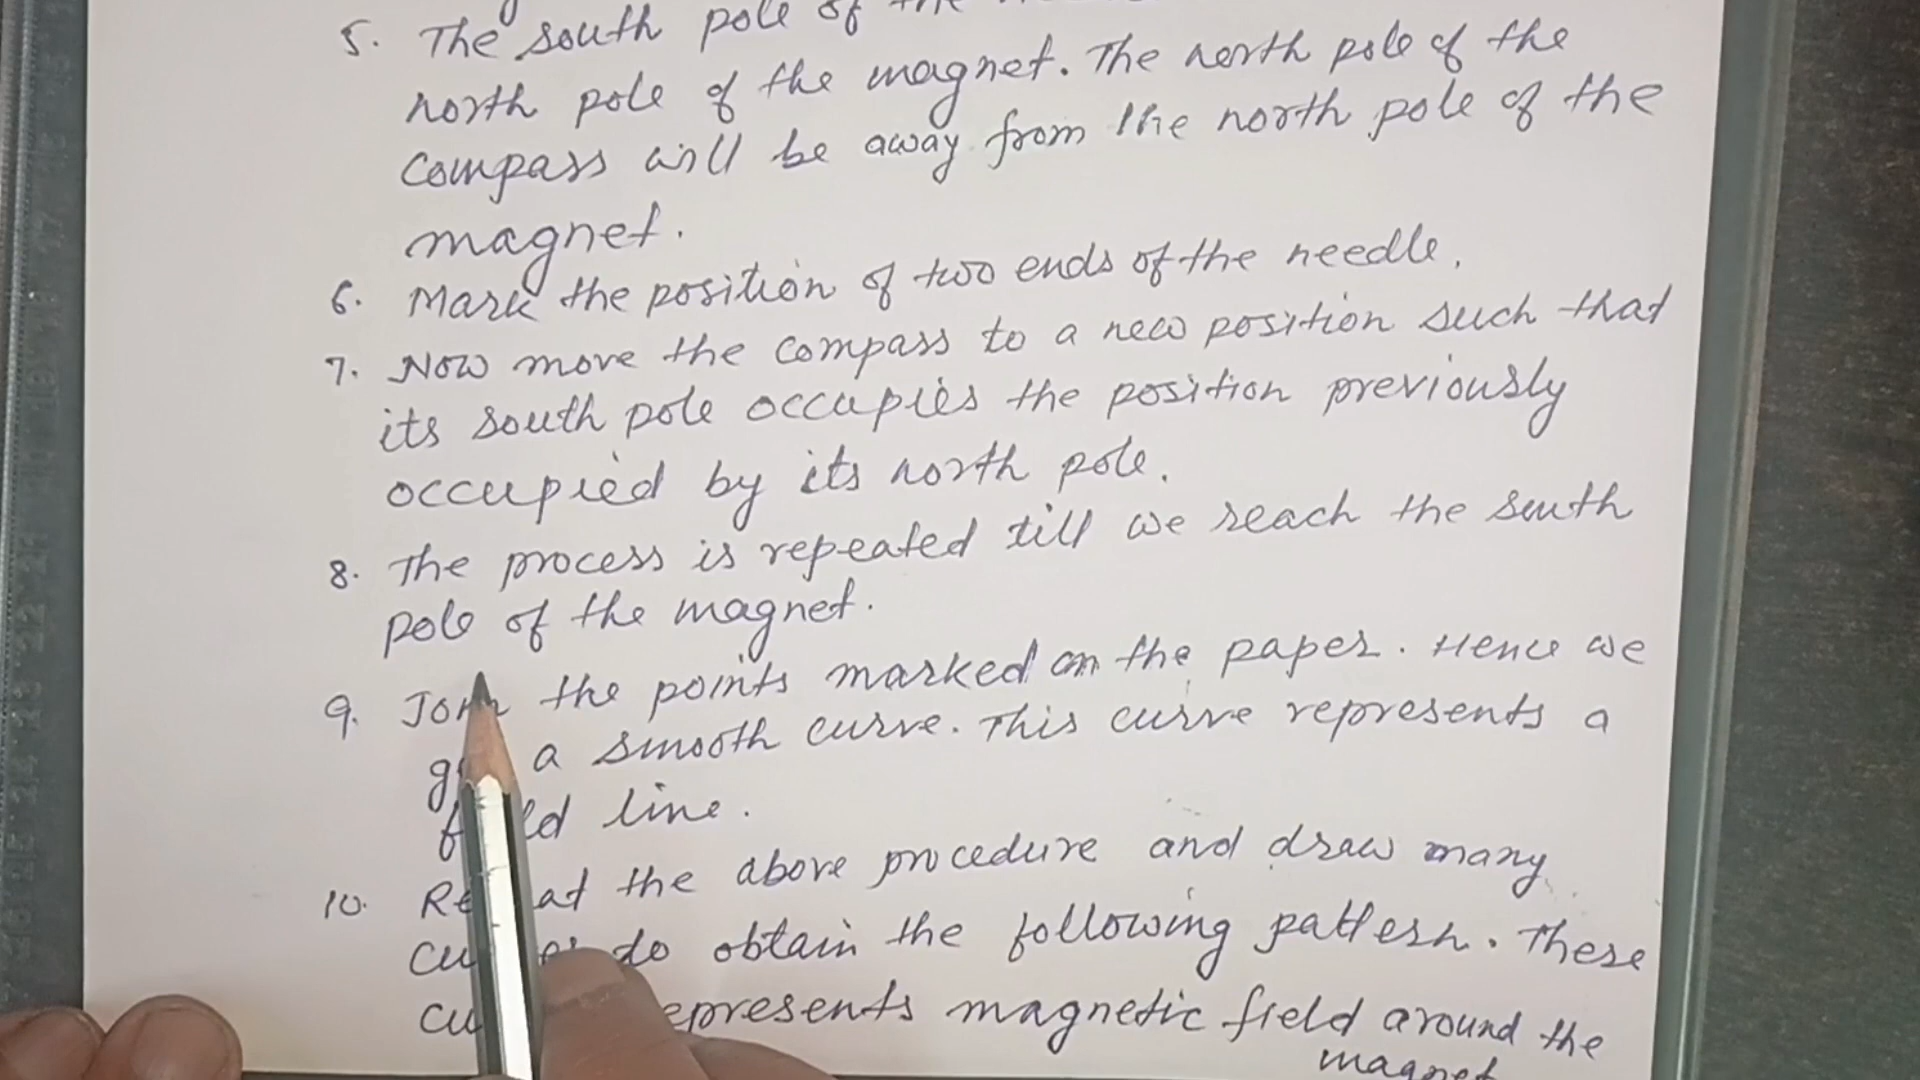 5. The south pole of the
north pole of the magnet. The north pole of the
compass will be away from the north pole of the
magnet.
6. Mark the position of two ends of the needle.
7. Now move the compass to a new position such that
its south pole occupies the position previously
occupied by its north pole.
8. The process is repeated till we reach the south
pole of the magnet.
9. Join the points marked on the paper. Hence we
a smooth curve. This curve represents a
line.
10. the above procedure and draw many
to obtain the following pattern. These
magnetic field around the
magnet